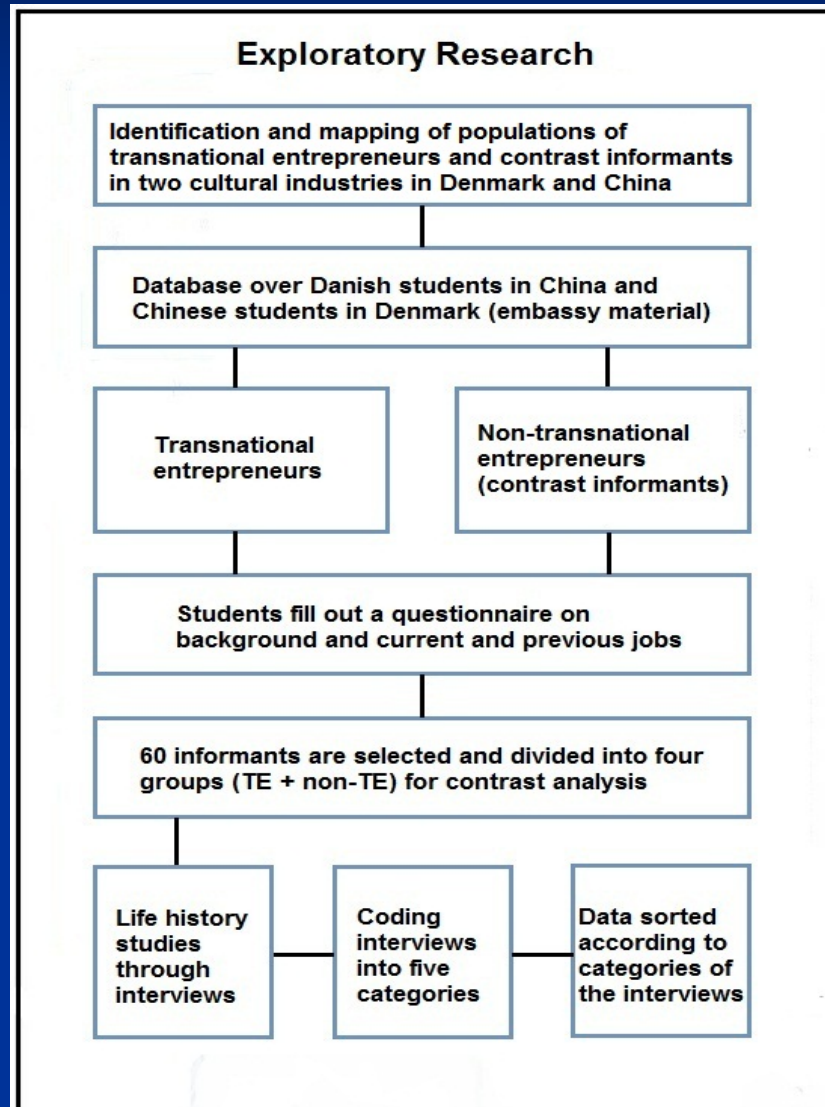 Exploratory Research
Identification and mapping of populations of
transnational entrepreneurs and contrast informants
in two cultural industries in Denmark and China
Database over Danish students in China and
Chinese students in Denmark (embassy material)
Transnational
entrepreneurs
Non-transnational
entrepreneurs
(contrast informants)
Students fill out a questionnaire on
background and current and previous jobs
60 informants are selected and divided into four
groups (TE + non-TE) for contrast analysis
Life history
studies
through
interviews
Coding
interviews
into five
categories
Data sorted
according to
categories of
the interviews